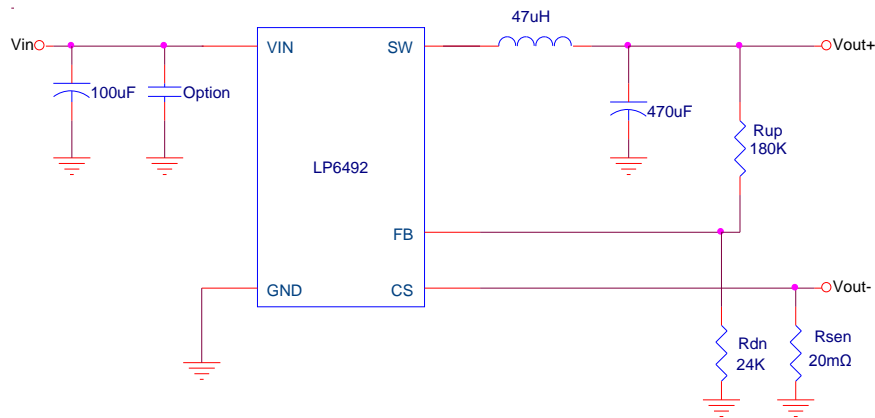 47uH
Vin
VIN
SW
Vout+
100uF
Option
470uF
Rup
180K
LP6492
FB
GND
CS
Vout-
Rdn
24K
Rsen
20mΩ